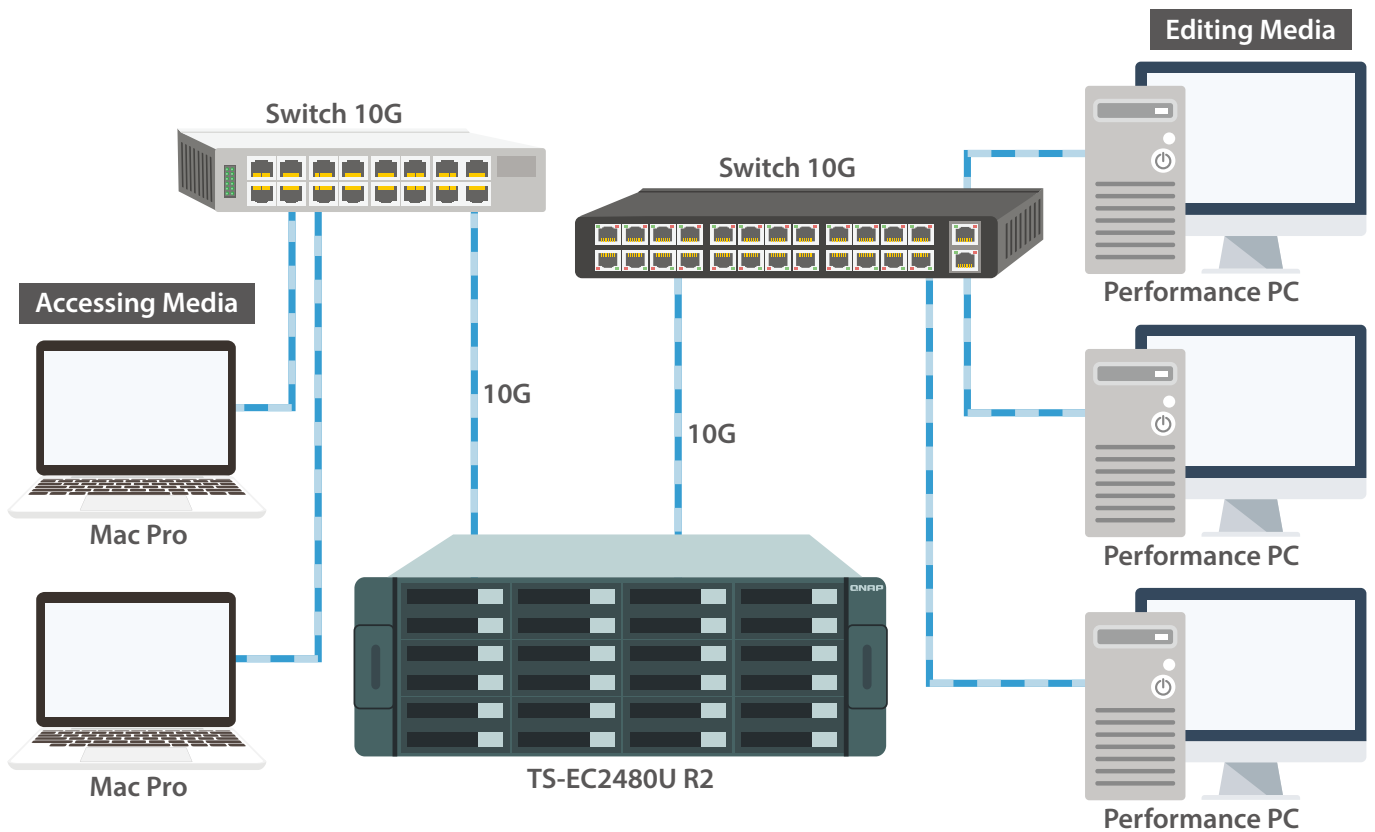 Editing Media
Switch 10G
Switch 10G
Performance PC
Accessing Media
10G
10G
Mac Pro
Performance PC
QNAP
TS-EC2480U R2
Mac Pro
Performance PC